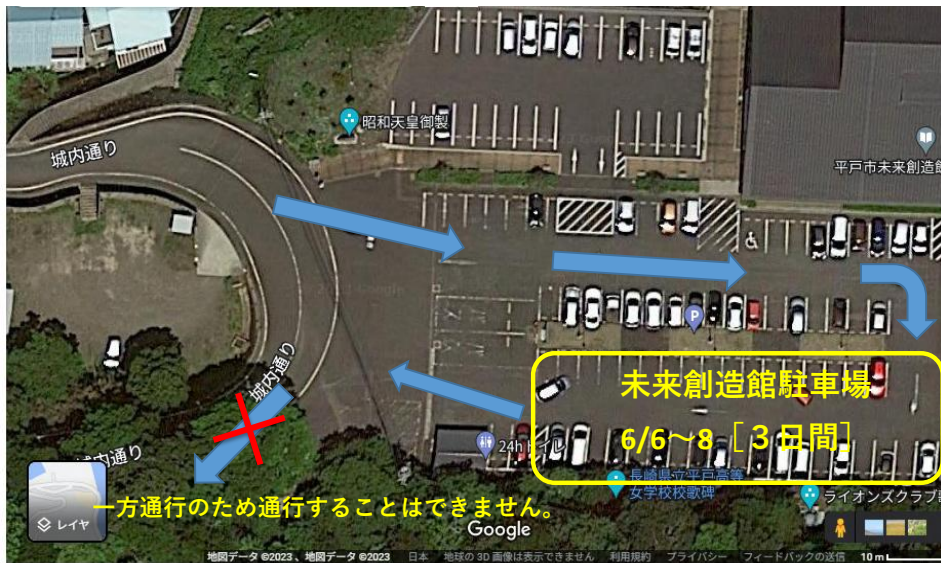 昭和天皇御製
城内通り
平戸市未来創造館
P
城内通り
未来創造館駐車場
6/6～8［３日間］
24hトイレ
城内通り
長崎県立平戸高等
女学校校歌碑
ライオンズクラブ
一方通行のため通行することはできません。
レイヤ
Google
地図データ ©2023、地図データ ©2023 日本 地球の 3D 画像は表示できません 利用規約 プライバシー フィードバックの送信 10 m